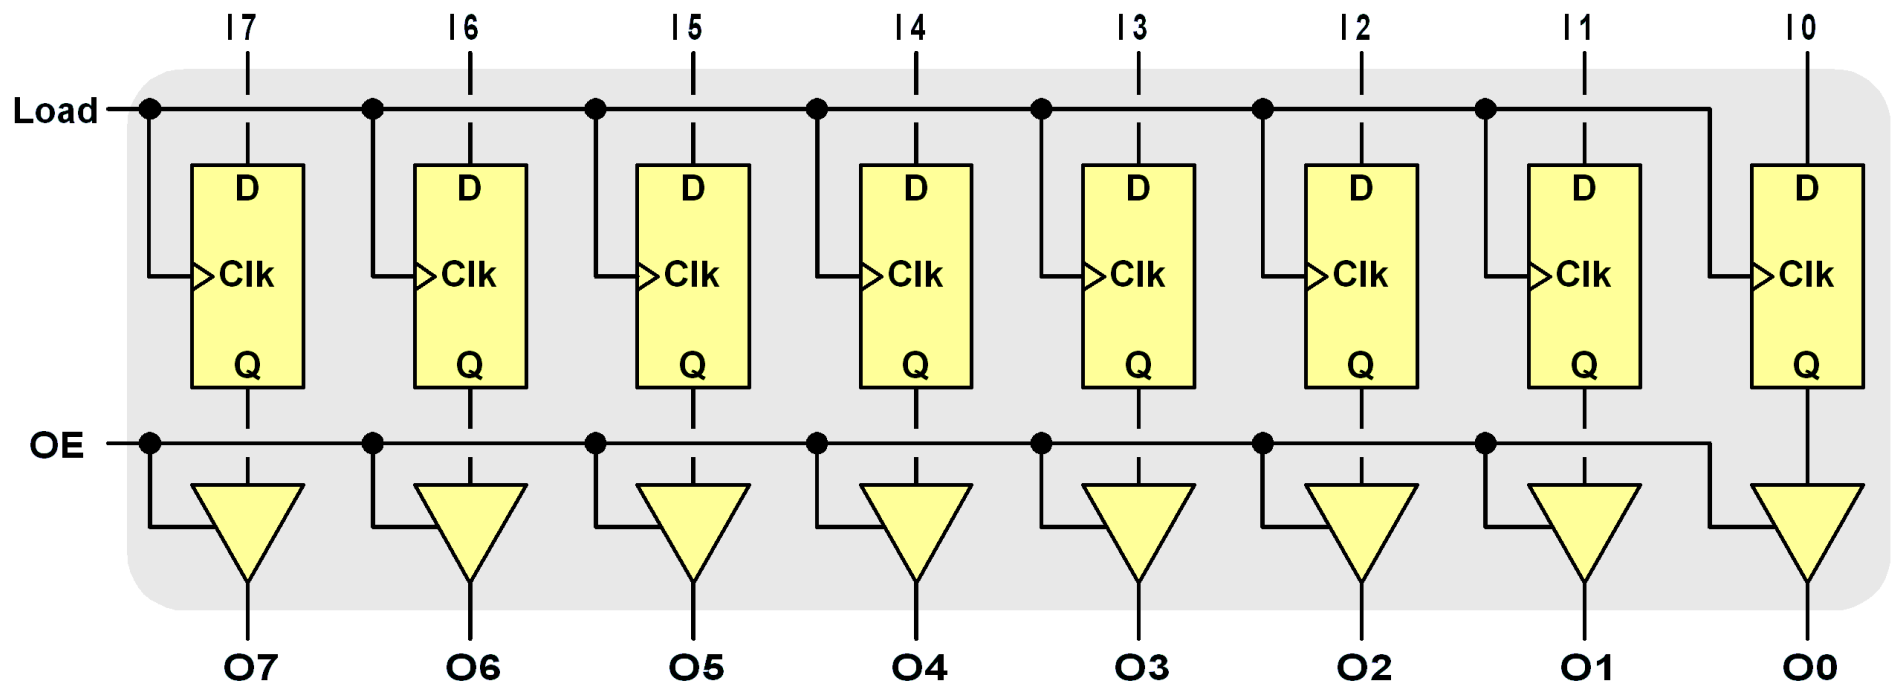 I7 I6 I5 I4 I3 I2 I1 I0
Load
D D D D D D D D
Clk Clk Clk Clk Clk Clk Clk Clk
Q Q Q Q Q Q Q Q
OE
O7 O6 O5 O4 O3 O2 O1 O0